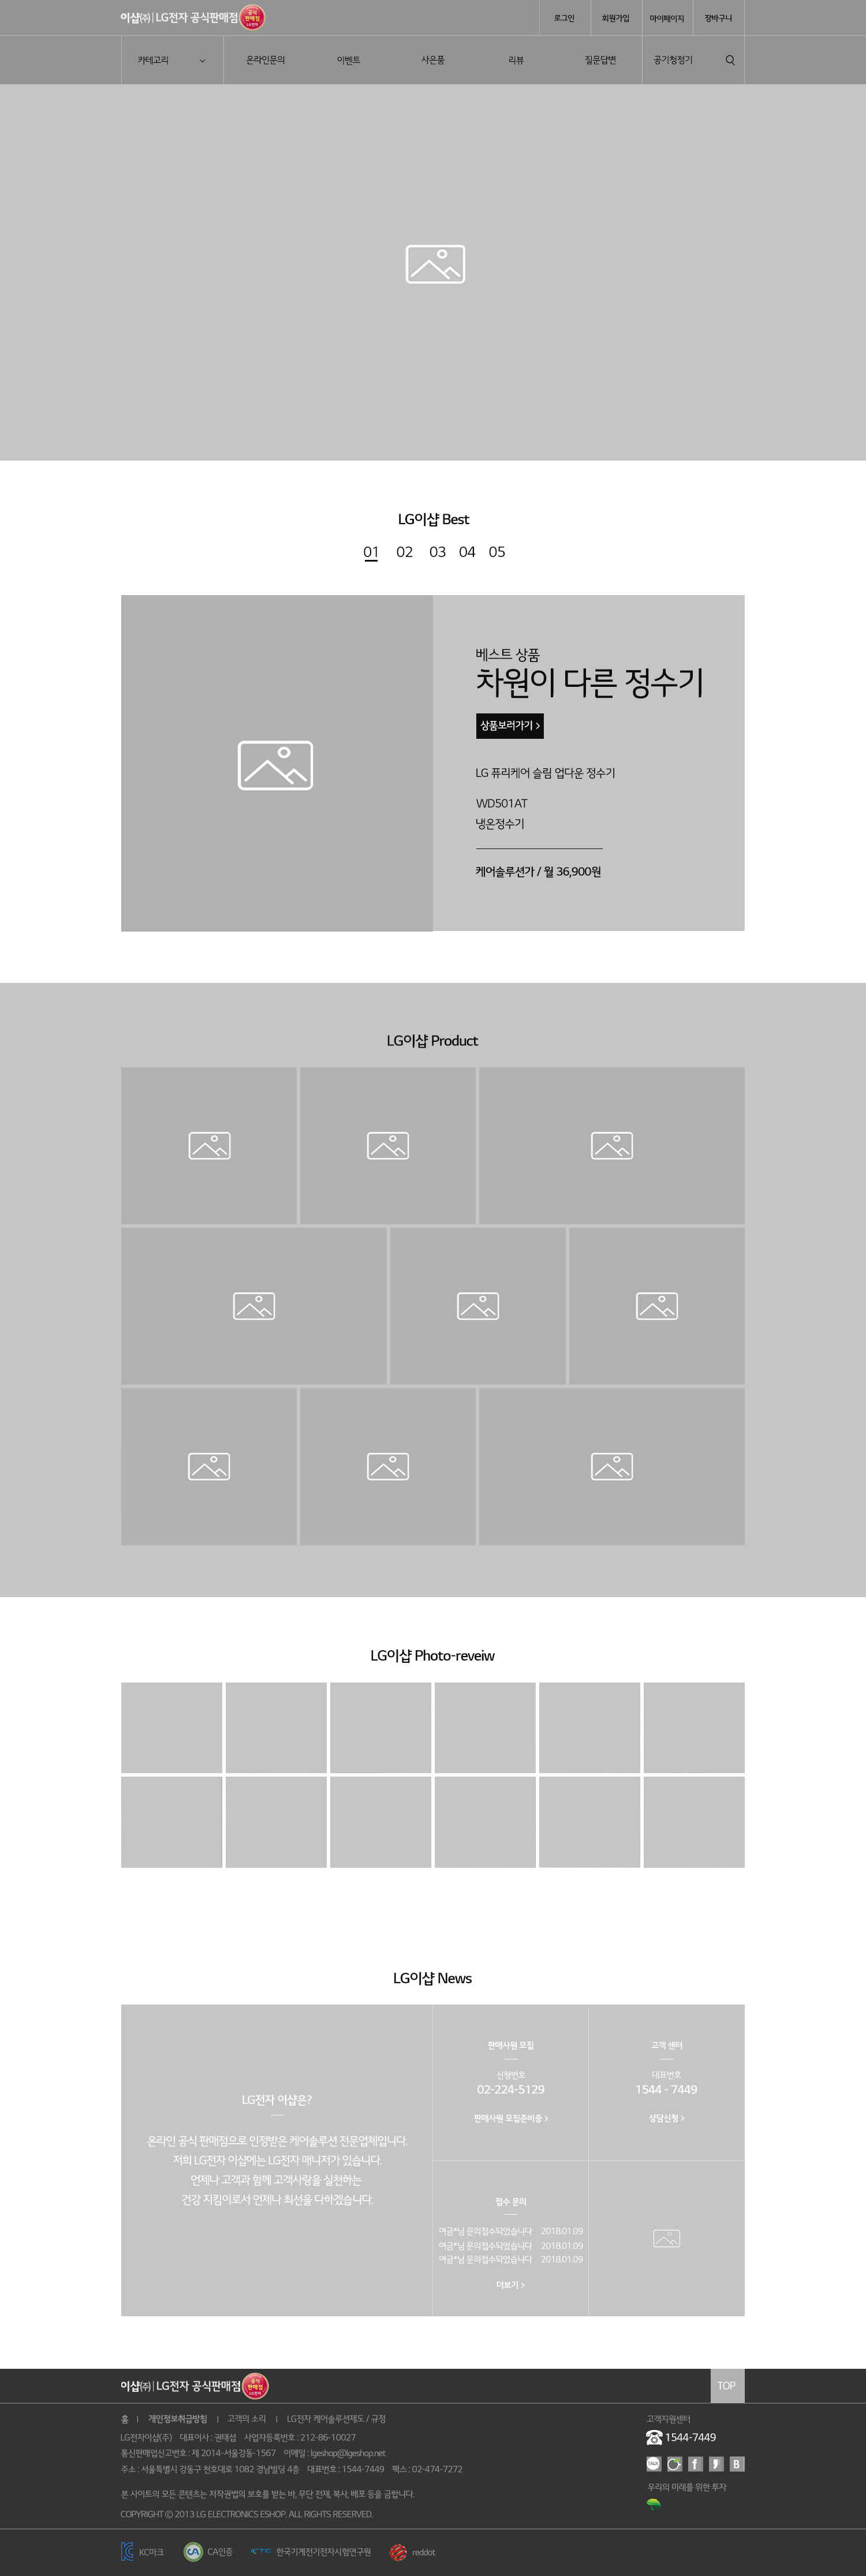 이샵㈜ | LG전자 공식판매점
공식
판매점
LG전자
로그인
회원가입
마이페이지
장바구니
카테고리
온라인문의
이벤트
사은품
리뷰
질문답변
공기청정기
LG이샵 Best
01 02 03 04 05
베스트 상품
차원이 다른 정수기
상품보러가기 >
LG 퓨리케어 슬림 업다운 정수기
WD501AT
냉온정수기
케어솔루션가 / 월 36,900원
LG이샵 Product
LG이샵 Photo-reveiw
LG이샵 News
LG전자 이샵은?
온라인 공식 판매점으로 인정받은 케어솔루션 전문업체입니다.
저희 LG전자 이샵에는 LG전자 매니저가 있습니다.
언제나 고객과 함께 고객사랑을 실천하는
건강 지킴이로서 언제나 최선을 다하겠습니다.
판매사원 모집
신청번호
02-224-5129
판매사원 모집준비중 >
고객 센터
대표번호
1544 - 7449
상담신청 >
접수 문의
여금*님 문의접수되었습니다 2018.01.09
여금*님 문의접수되었습니다 2018.01.09
여금*님 문의접수되었습니다 2018.01.09
더보기 >
이샵㈜ | LG전자 공식판매점
공식
판매점
LG전자
TOP
홈 | 개인정보취급방침 | 고객의 소리 | LG전자 케어솔루션제도 / 규정
LG전자이샵(주) 대표이사 : 권태섭 사업자등록번호 : 212-86-10027
통신판매업신고번호 : 제 2014-서울강동-1567 이메일 : lgeshop@lgeshop.net
주소 : 서울특별시 강동구 천호대로 1082 경남빌딩 4층 대표번호 : 1544-7449 팩스 : 02-474-7272
본 사이트의 모든 콘텐츠는 저작권법의 보호를 받는 바, 무단 전재, 복사, 배포 등을 금합니다.
COPYRIGHT ⓒ 2013 LG ELECTRONICS ESHOP. ALL RIGHTS RESERVED.
고객지원센터
1544-7449
TALK
f
B
우리의 미래를 위한 투자
KC마크
CA
CA인증
KTC
한국기계전기전자시험연구원
reddot